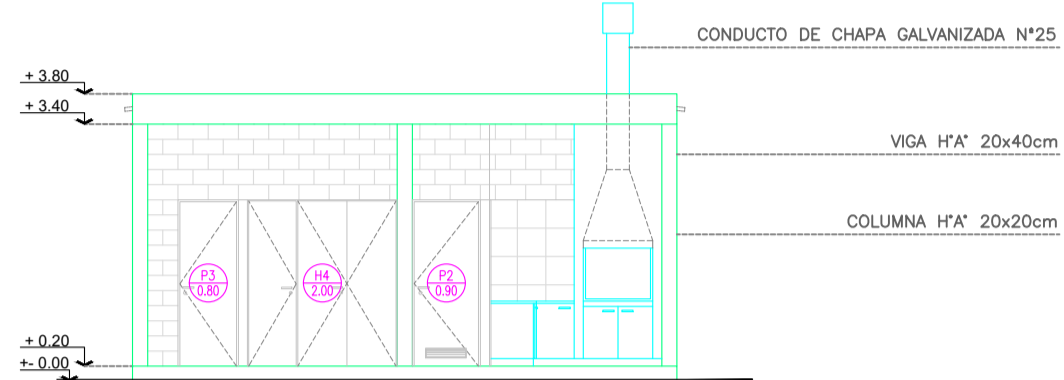 CONDUCTO DE CHAPA GALVANIZADA N°25
+ 3.80
+ 3.40
VIGA H°A° 20x40cm
COLUMNA H°A° 20x20cm
P3
0.80
H4
2.00
P2
0.90
+ 0.20
+- 0.00